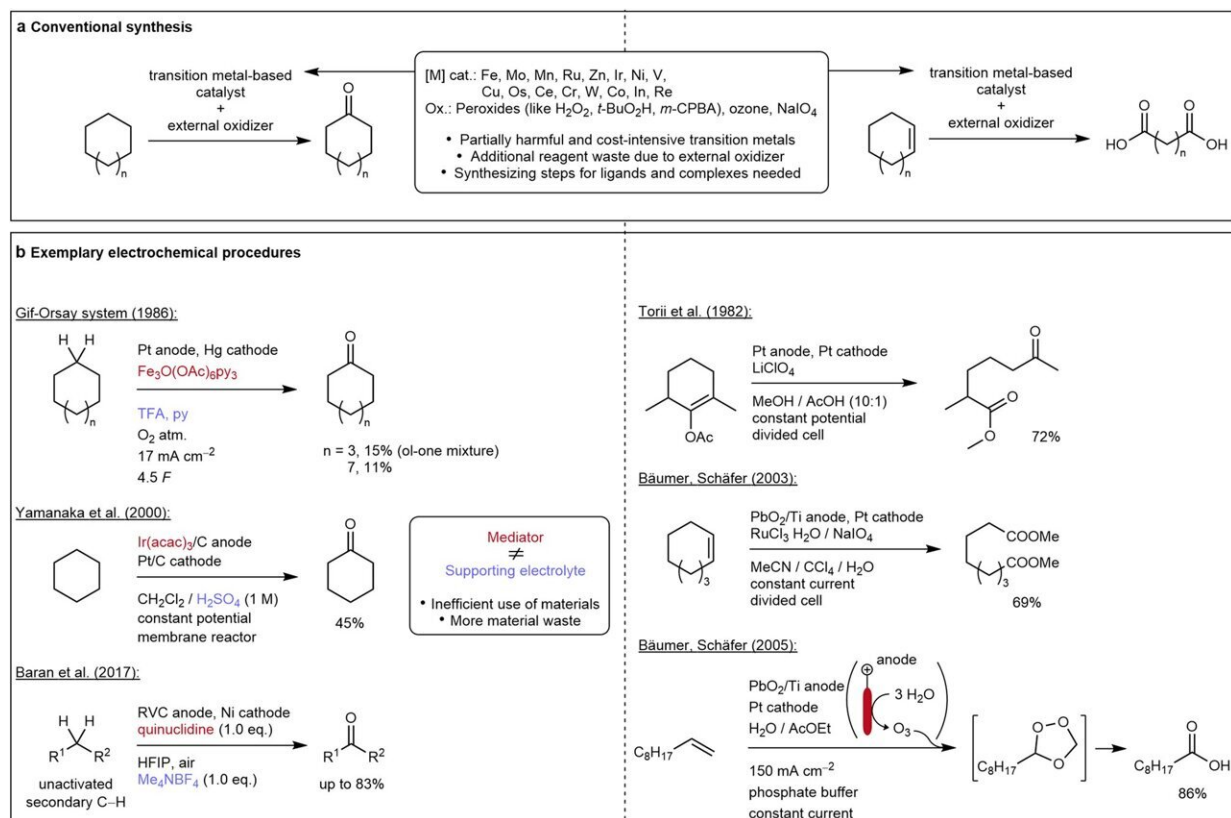 a Conventional synthesis
transition metal-based
catalyst
+
external oxidizer
n
O
n
[M] cat.: Fe, Mo, Mn, Ru, Zn, Ir, Ni, V,
Cu, Os, Ce, Cr, W, Co, In, Re
Ox.: Peroxides (like H₂O₂, t-BuO₂H, m-CPBA), ozone, NaIO₄
• Partially harmful and cost-intensive transition metals
• Additional reagent waste due to external oxidizer
• Synthesizing steps for ligands and complexes needed
transition metal-based
catalyst
+
external oxidizer
n
O O
HO n OH
b Exemplary electrochemical procedures
Gif-Orsay system (1986):
H H
n
Pt anode, Hg cathode
Fe₃O(OAc)₆py₃
TFA, py
O₂ atm.
17 mA cm⁻²
4.5 F
O
n
n = 3, 15% (ol-one mixture)
7, 11%
Yamanaka et al. (2000):
Ir(acac)₃/C anode
Pt/C cathode
CH₂Cl₂ / H₂SO₄ (1 M)
constant potential
membrane reactor
O
45%
Mediator
≠
Supporting electrolyte
• Inefficient use of materials
• More material waste
Baran et al. (2017):
H H
R¹ R²
unactivated
secondary C–H
RVC anode, Ni cathode
quinuclidine (1.0 eq.)
HFIP, air
Me₄NBF₄ (1.0 eq.)
O
R¹ R²
up to 83%
Torii et al. (1982):
OAc
Pt anode, Pt cathode
LiClO₄
MeOH / AcOH (10:1)
constant potential
divided cell
O
O
O
72%
Bäumer, Schäfer (2003):
3
PbO₂/Ti anode, Pt cathode
RuCl₃ H₂O / NaIO₄
MeCN / CCl₄ / H₂O
constant current
divided cell
COOMe
COOMe
3
69%
Bäumer, Schäfer (2005):
C₈H₁₇
PbO₂/Ti anode
Pt cathode
H₂O / AcOEt
+ anode
3 H₂O
O₃
150 mA cm⁻²
phosphate buffer
constant current
O
O
O
C₈H₁₇
O
C₈H₁₇ OH
86%